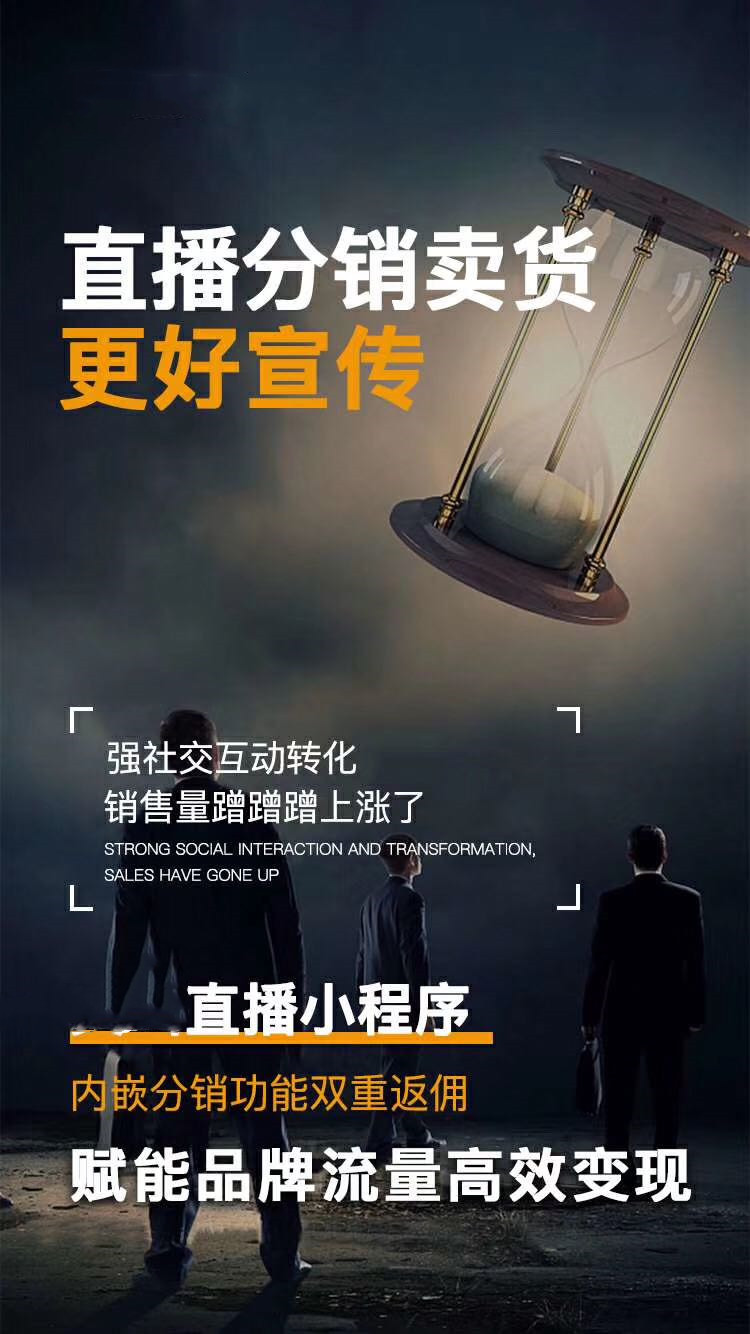 直播分销卖货
更好宣传
强社交互动转化
销售量蹭蹭蹭上涨了
STRONG SOCIAL INTERACTION AND TRANSFORMATION,
SALES HAVE GONE UP
直播小程序
内嵌分销功能双重返佣
赋能品牌流量高效变现